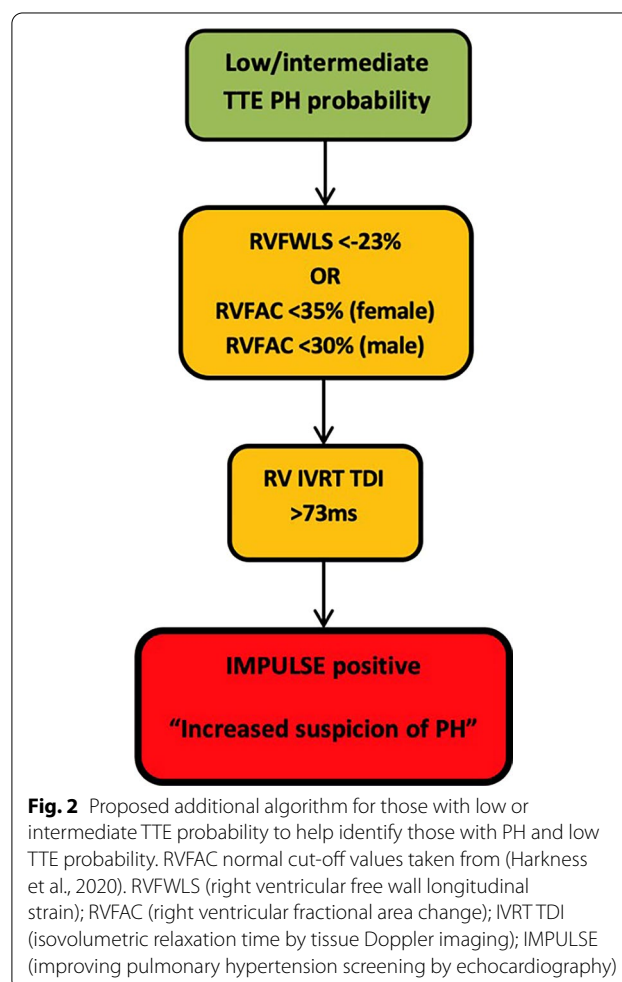 Low/intermediate
TTE PH probability
RVFWLS <-23%
OR
RVFAC <35% (female)
RVFAC <30% (male)
RV IVRT TDI
>73ms
IMPULSE positive
“Increased suspicion of PH”
Fig. 2 Proposed additional algorithm for those with low or
intermediate TTE probability to help identify those with PH and low
TTE probability. RVFAC normal cut-off values taken from (Harkness
et al., 2020). RVFWLS (right ventricular free wall longitudinal
strain); RVFAC (right ventricular fractional area change); IVRT TDI
(isovolumetric relaxation time by tissue Doppler imaging); IMPULSE
(improving pulmonary hypertension screening by echocardiography)